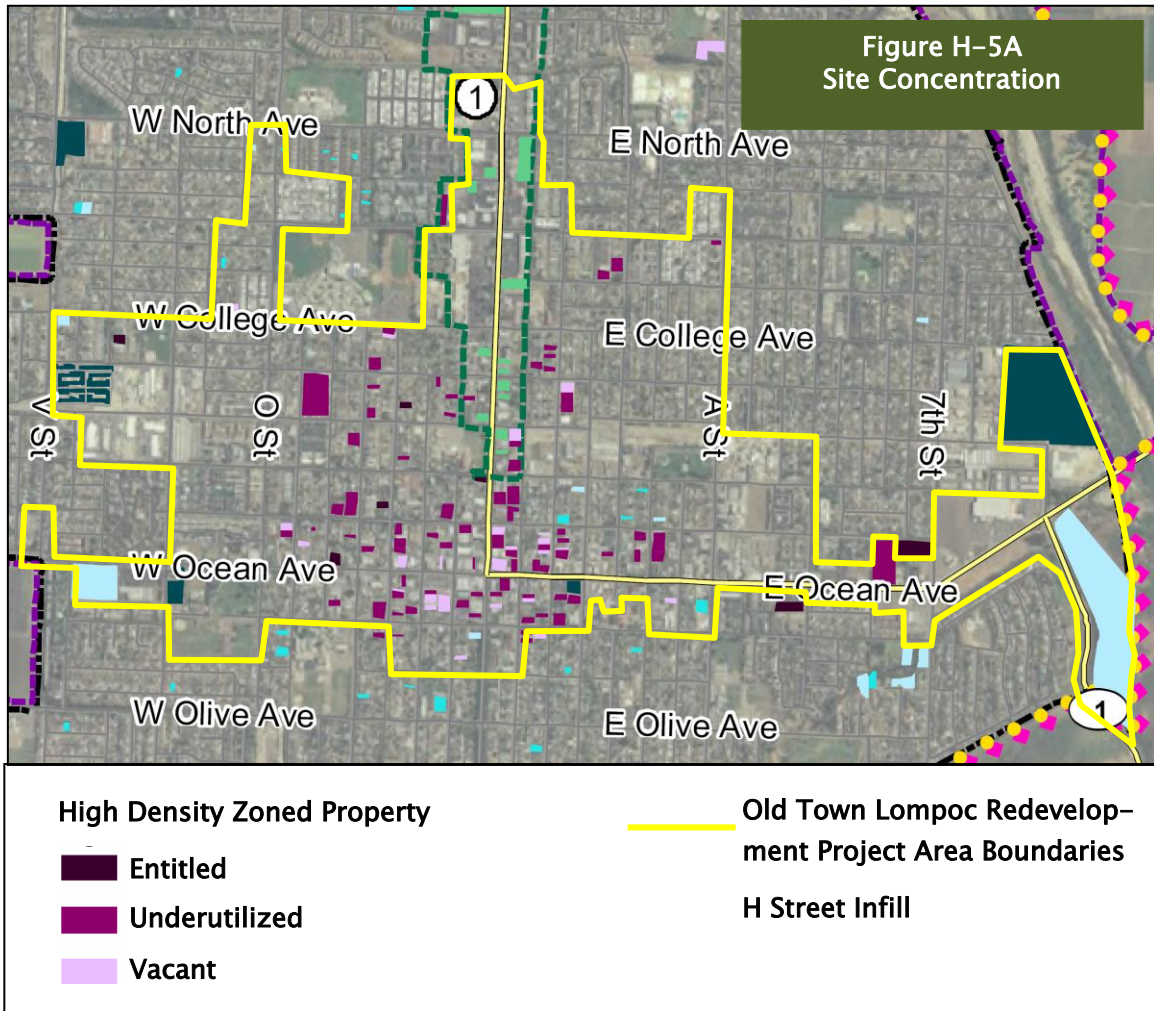 Figure H-5A
Site Concentration
1
W North Ave
E North Ave
W College Ave
E College Ave
V St
O St
A St
7th St
W Ocean Ave
E Ocean Ave
W Olive Ave
E Olive Ave
1
High Density Zoned Property
Entitled
Underutilized
Vacant
Old Town Lompoc Redevelop-
ment Project Area Boundaries
H Street Infill